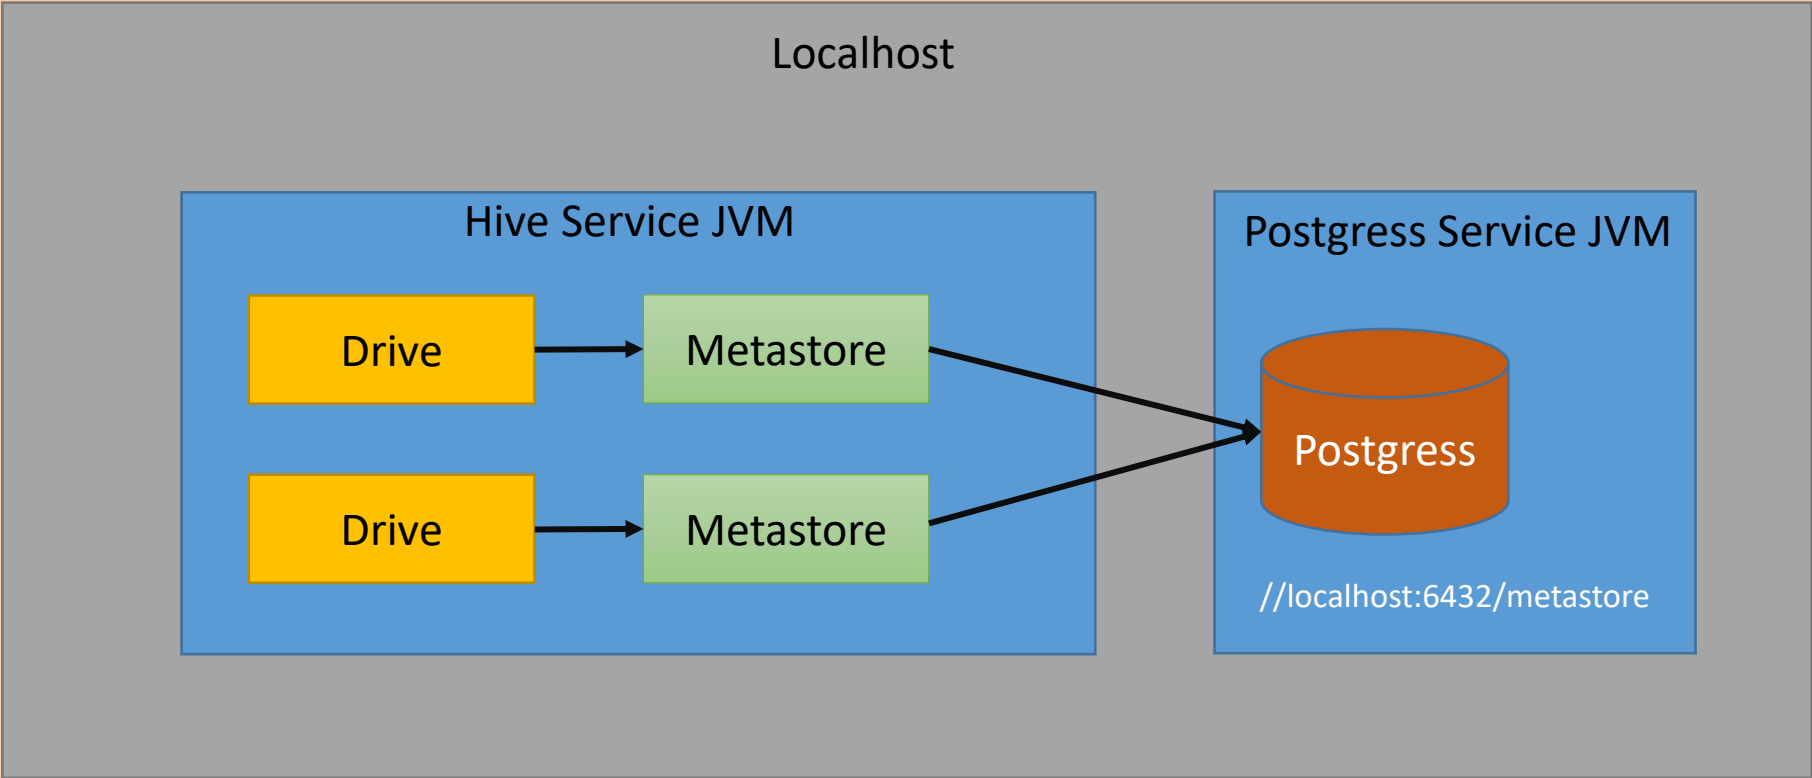 Localhost
Hive Service JVM
Postgress Service JVM
Drive
Metastore
Drive
Metastore
Postgress
//localhost:6432/metastore